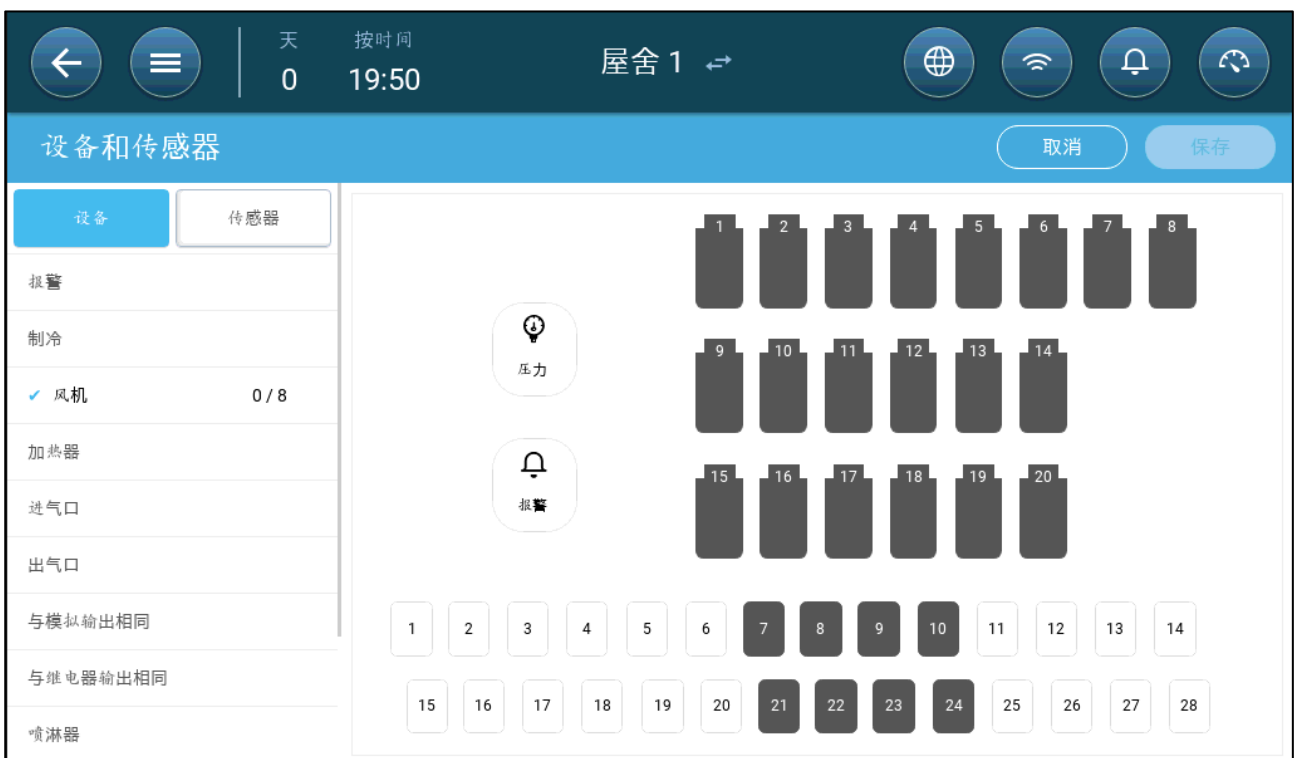 天 按时间
0 19:50 屋舍 1
设备和传感器 取消 保存
设备 传感器
报警
制冷
风机 0 / 8
加热器
进气口
出气口
与模拟输出相同
与继电器输出相同
喷淋器
压力
报警
1 2 3 4 5 6 7 8
9 10 11 12 13 14
15 16 17 18 19 20
1 2 3 4 5 6 7 8 9 10 11 12 13 14
15 16 17 18 19 20 21 22 23 24 25 26 27 28